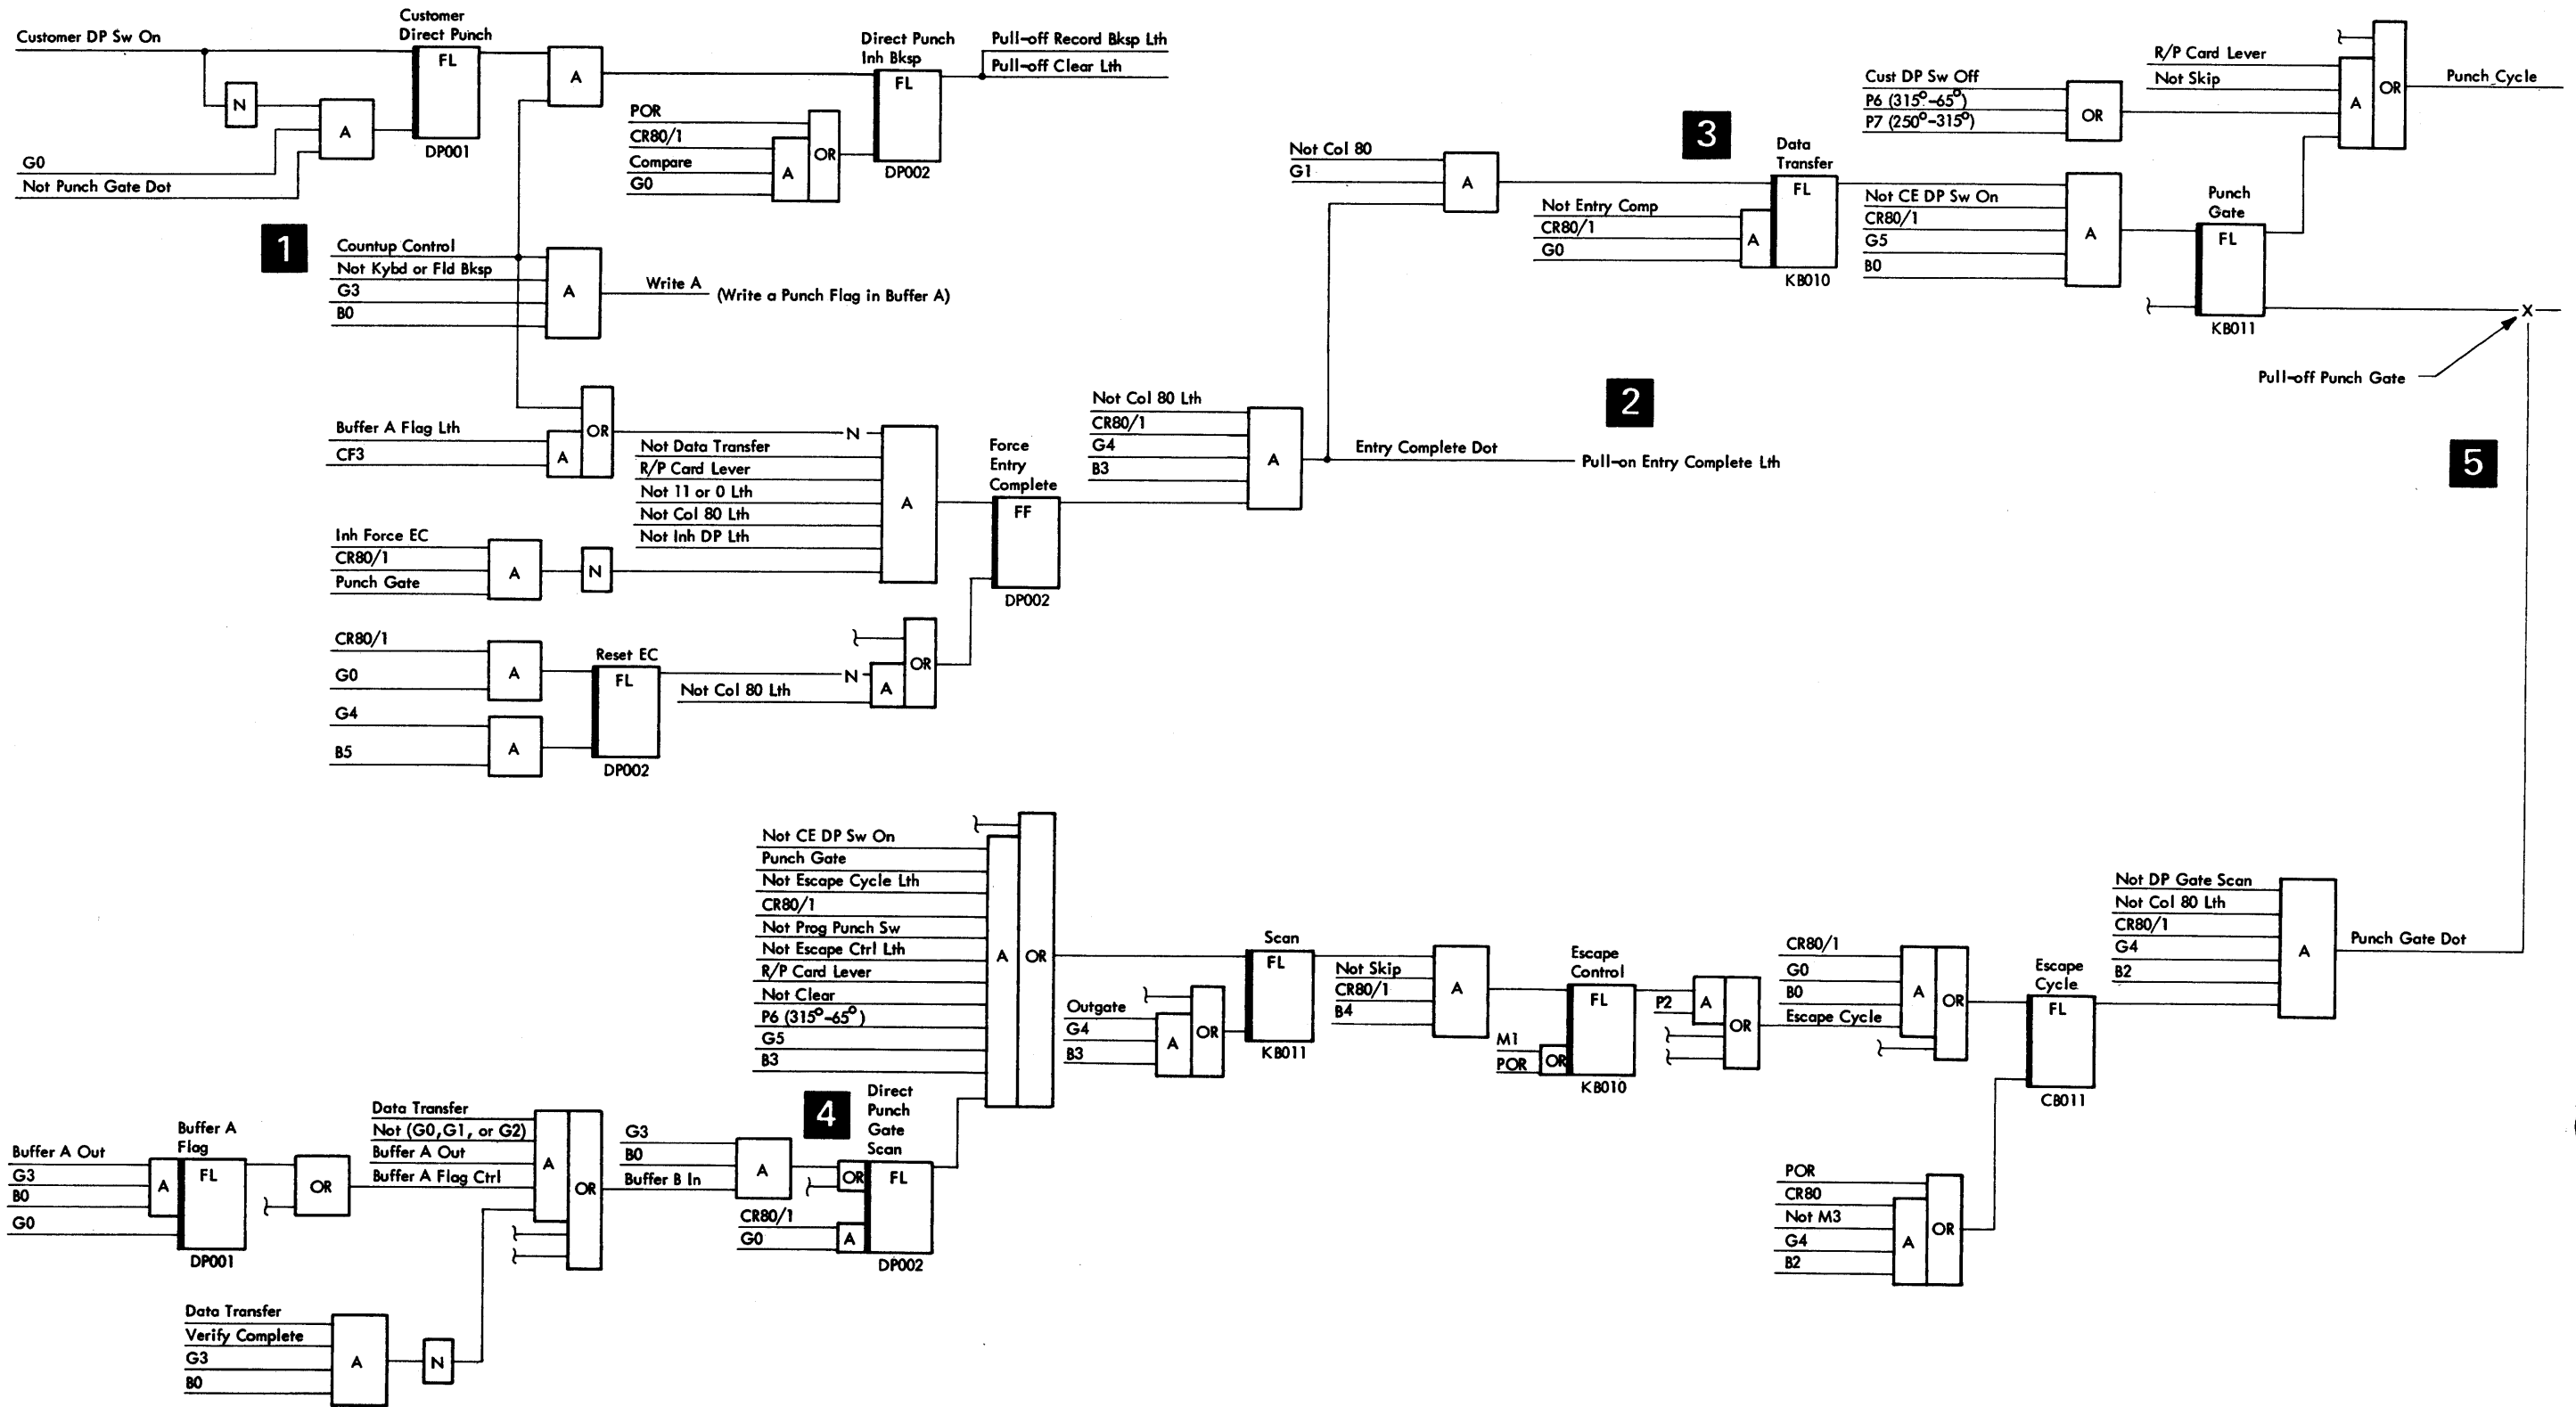 Customer DP Sw On
N
G0
Not Punch Gate Dot
A
Customer
Direct Punch
FL
DP001
A
POR
CR80/1
Compare
G0
A
OR
Direct Punch
Inh Bksp
FL
DP002
Pull-off Record Bksp Lth
Pull-off Clear Lth
1
Countup Control
Not Kybd or Fld Bksp
G3
B0
A
Write A
(Write a Punch Flag in Buffer A)
Buffer A Flag Lth
CF3
A
OR
N
Not Data Transfer
R/P Card Lever
Not 11 or 0 Lth
Not Col 80 Lth
Not Inh DP Lth
A
Inh Force EC
CR80/1
Punch Gate
A
N
Force
Entry
Complete
FF
DP002
CR80/1
G0
A
G4
B5
A
Reset EC
FL
DP002
N
Not Col 80 Lth
A
OR
Not Col 80 Lth
CR80/1
G4
B3
A
Entry Complete Dot
Pull-on Entry Complete Lth
2
Not Col 80
G1
A
3
Not Entry Comp
CR80/1
G0
A
Data
Transfer
FL
KB010
Cust DP Sw Off
P6 (315°-65°)
P7 (250°-315°)
OR
Not CE DP Sw On
CR80/1
G5
B0
A
Punch
Gate
FL
KB011
R/P Card Lever
Not Skip
A
OR
Punch Cycle
X
Pull-off Punch Gate
5
Not CE DP Sw On
Punch Gate
Not Escape Cycle Lth
CR80/1
Not Prog Punch Sw
Not Escape Ctrl Lth
R/P Card Lever
Not Clear
P6 (315°-65°)
G5
B3
A
OR
Outgate
G4
B3
A
OR
Scan
FL
KB011
Not Skip
CR80/1
B4
A
M1
POR
OR
Escape
Control
FL
KB010
P2
A
OR
CR80/1
G0
B0
Escape Cycle
A
OR
Escape
Cycle
FL
CB011
POR
CR80
Not M3
G4
B2
A
OR
Not DP Gate Scan
Not Col 80 Lth
CR80/1
G4
B2
A
Punch Gate Dot
Buffer A Out
G3
B0
G0
A
Buffer A
Flag
FL
DP001
OR
Data Transfer
Not (G0,G1, or G2)
Buffer A Out
Buffer A Flag Ctrl
A
OR
Data Transfer
Verify Complete
G3
B0
A
N
G3
B0
Buffer B In
A
4
OR
CR80/1
G0
A
Direct
Punch
Gate
Scan
FL
DP002